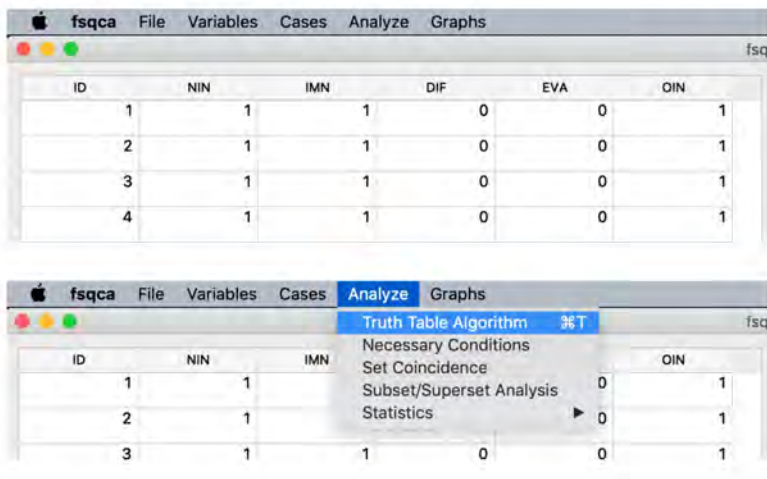 fsqca File Variables Cases Analyze Graphs
fsq
ID NIN IMN DIF EVA OIN
1 1 1 0 0 1
2 1 1 0 0 1
3 1 1 0 0 1
4 1 1 0 0 1
fsqca File Variables Cases Analyze Graphs
Truth Table Algorithm ⌘T
fsq
Necessary Conditions
ID NIN IMN Set Coincidence OIN
1 1 Subset/Superset Analysis 0 1
2 1 Statistics ▶ 0 1
3 1 1 0 0 1